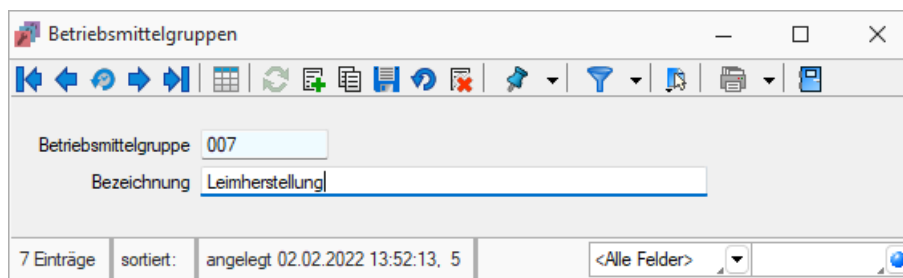 Betriebsmittelgruppen
Betriebsmittelgruppe 007
Bezeichnung Leimherstellung
7 Einträge sortiert: angelegt 02.02.2022 13:52:13, 5 <Alle Felder>